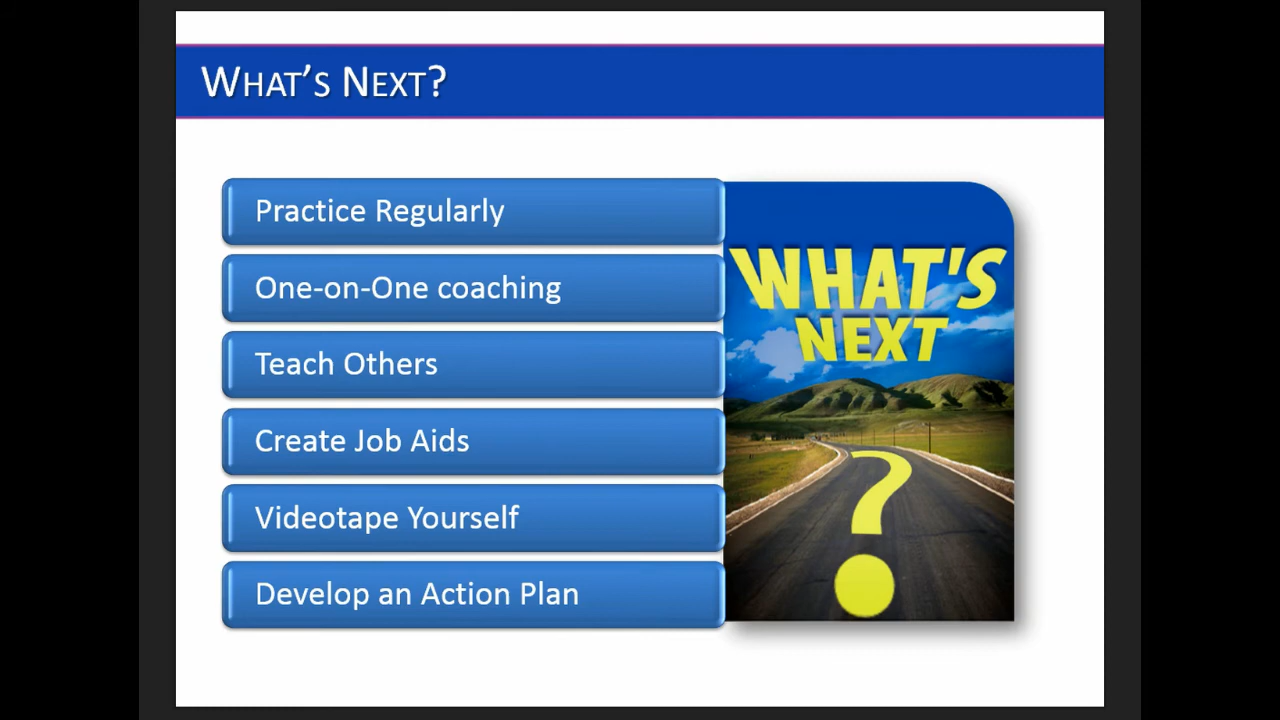 WHAT'S NEXT?
Practice Regularly
One-on-One coaching
Teach Others
Create Job Aids
Videotape Yourself
Develop an Action Plan
WHAT'S
NEXT
?